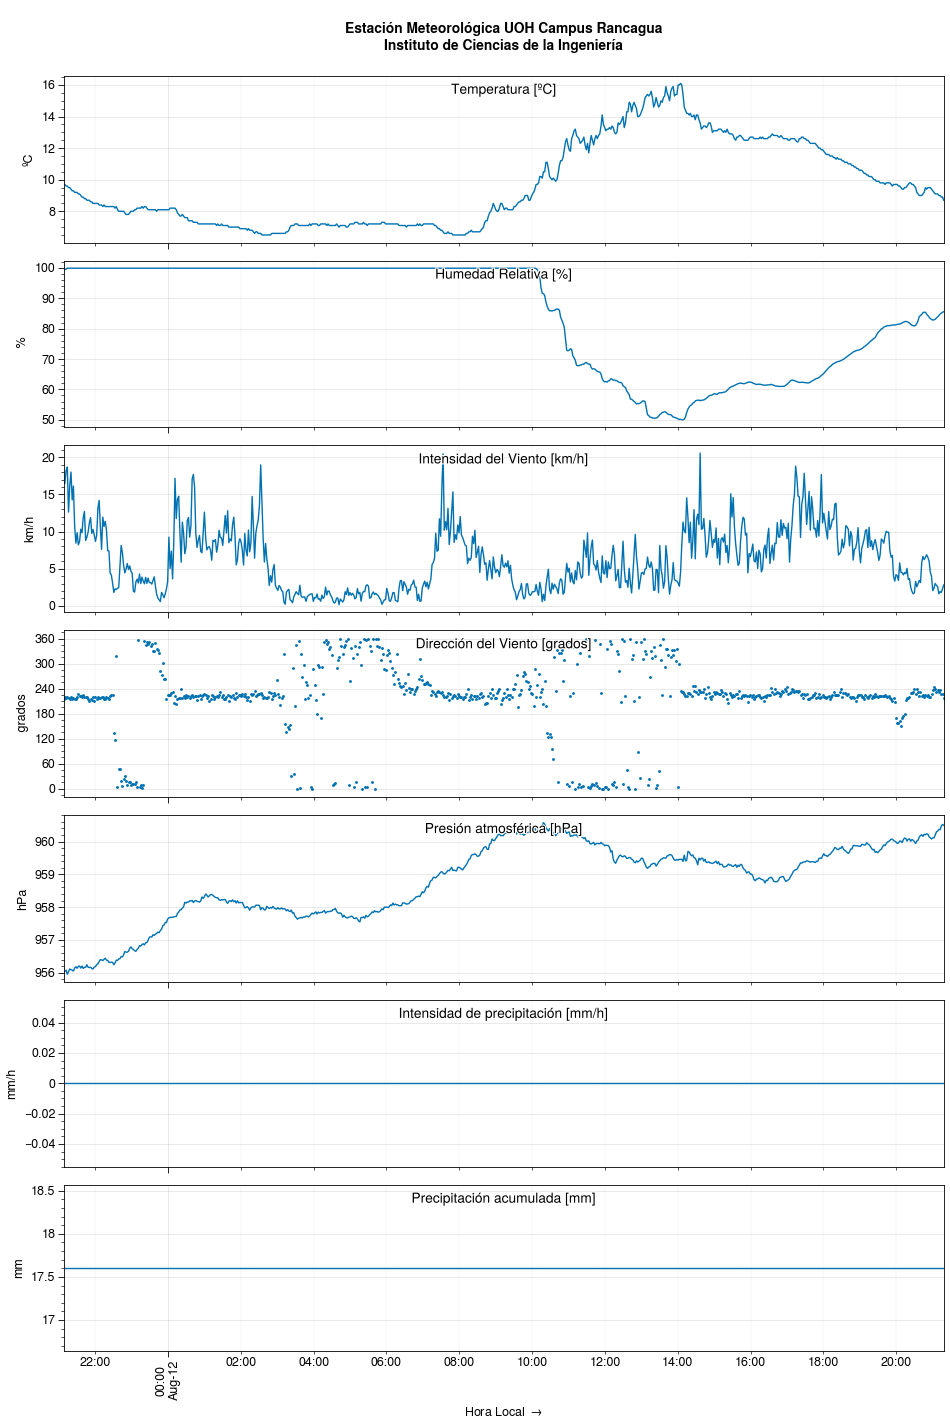 Estación Meteorológica UOH Campus Rancagua
Instituto de Ciencias de la Ingeniería
Temperatura [ºC]
ºC
16
14
12
10
8
Humedad Relativa [%]
%
100
90
80
70
60
50
Intensidad del Viento [km/h]
km/h
20
15
10
5
0
Dirección del Viento [grados]
grados
360
300
240
180
120
60
0
Presión atmosférica [hPa]
hPa
960
959
958
957
956
Intensidad de precipitación [mm/h]
mm/h
0.04
0.02
0
−0.02
−0.04
Precipitación acumulada [mm]
mm
18.5
18
17.5
17
22:00
00:00
Aug-12
02:00
04:00
06:00
08:00
10:00
12:00
14:00
16:00
18:00
20:00
Hora Local →